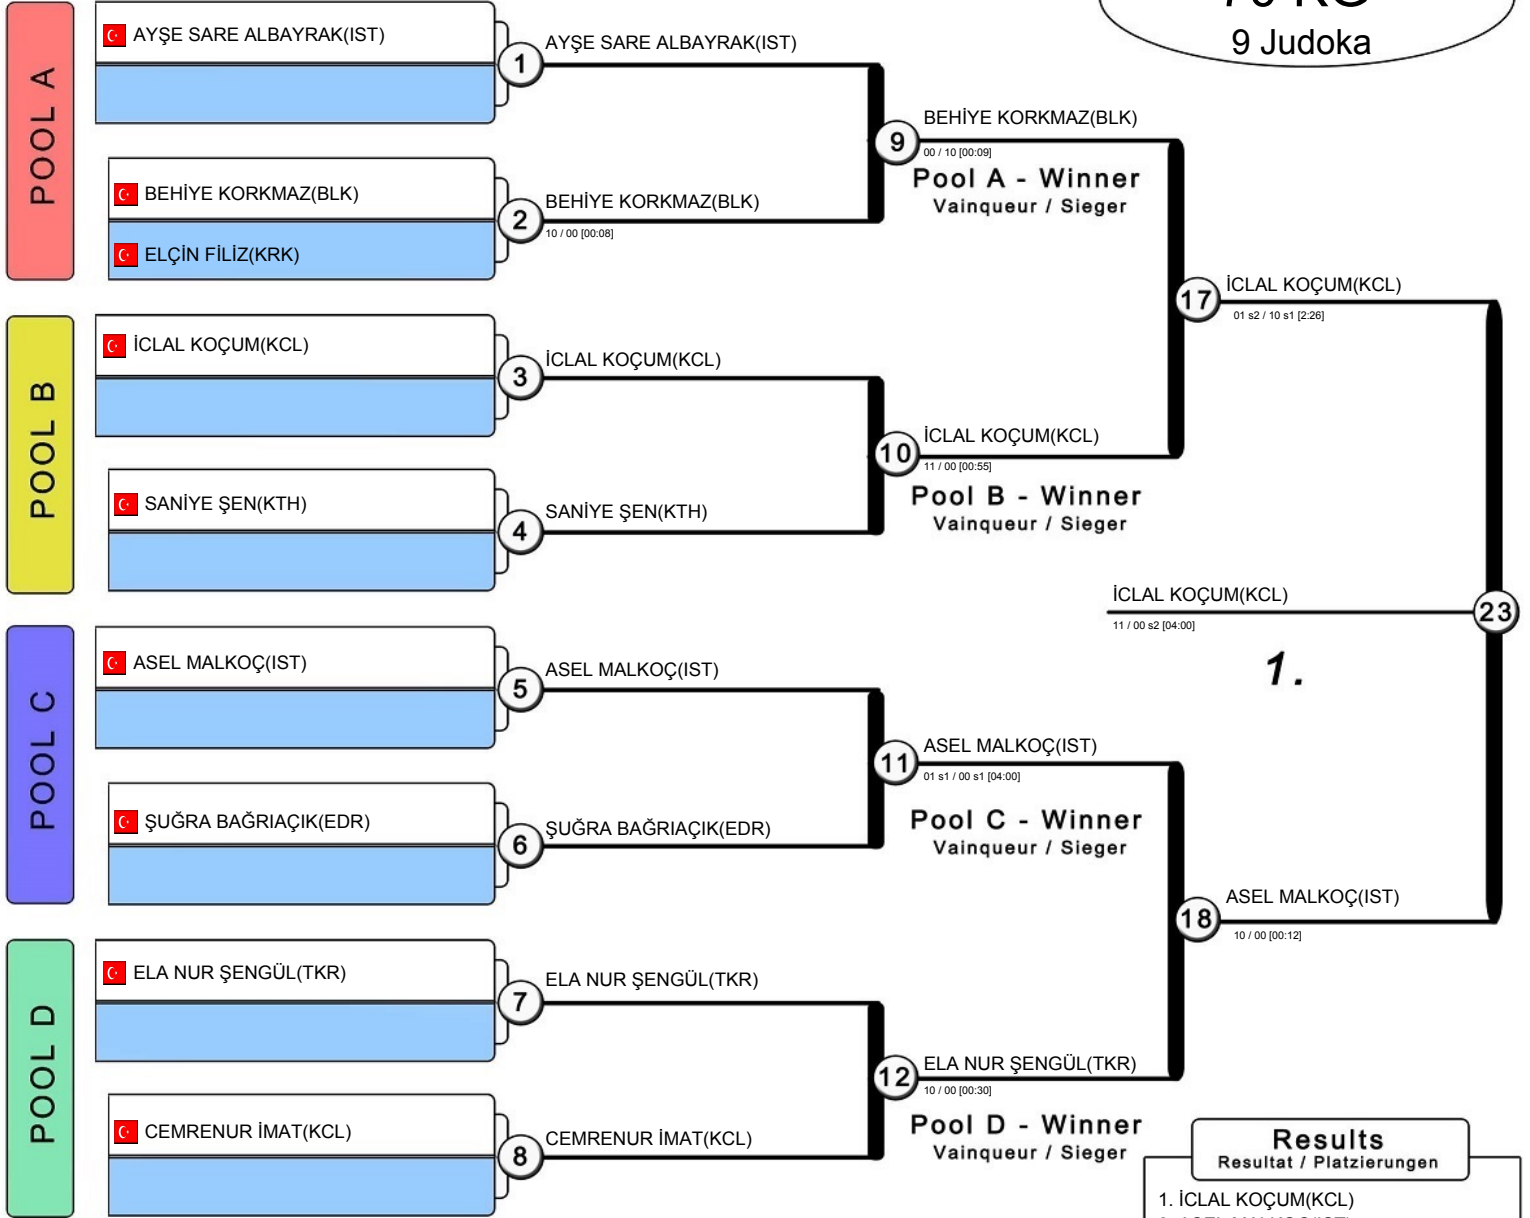 9 Judoka
POOL A
AYŞE SARE ALBAYRAK(IST)
1
AYŞE SARE ALBAYRAK(IST)
BEHİYE KORKMAZ(BLK)
ELÇİN FİLİZ(KRK)
2
BEHİYE KORKMAZ(BLK)
10 / 00 [00:08]
9
BEHİYE KORKMAZ(BLK)
00 / 10 [00:09]
Pool A - Winner
Vainqueur / Sieger
POOL B
İCLAL KOÇUM(KCL)
3
İCLAL KOÇUM(KCL)
SANİYE ŞEN(KTH)
4
SANİYE ŞEN(KTH)
10
İCLAL KOÇUM(KCL)
11 / 00 [00:55]
Pool B - Winner
Vainqueur / Sieger
17
İCLAL KOÇUM(KCL)
01 s2 / 10 s1 [2:26]
İCLAL KOÇUM(KCL)
11 / 00 s2 [04:00]
23
1.
POOL C
ASEL MALKOÇ(IST)
5
ASEL MALKOÇ(IST)
ŞUĞRA BAĞRIAÇIK(EDR)
6
ŞUĞRA BAĞRIAÇIK(EDR)
11
ASEL MALKOÇ(IST)
01 s1 / 00 s1 [04:00]
Pool C - Winner
Vainqueur / Sieger
18
ASEL MALKOÇ(IST)
10 / 00 [00:12]
POOL D
ELA NUR ŞENGÜL(TKR)
7
ELA NUR ŞENGÜL(TKR)
CEMRENUR İMAT(KCL)
8
CEMRENUR İMAT(KCL)
12
ELA NUR ŞENGÜL(TKR)
10 / 00 [00:30]
Pool D - Winner
Vainqueur / Sieger
Results
Resultat / Platzierungen
1. İCLAL KOÇUM(KCL)